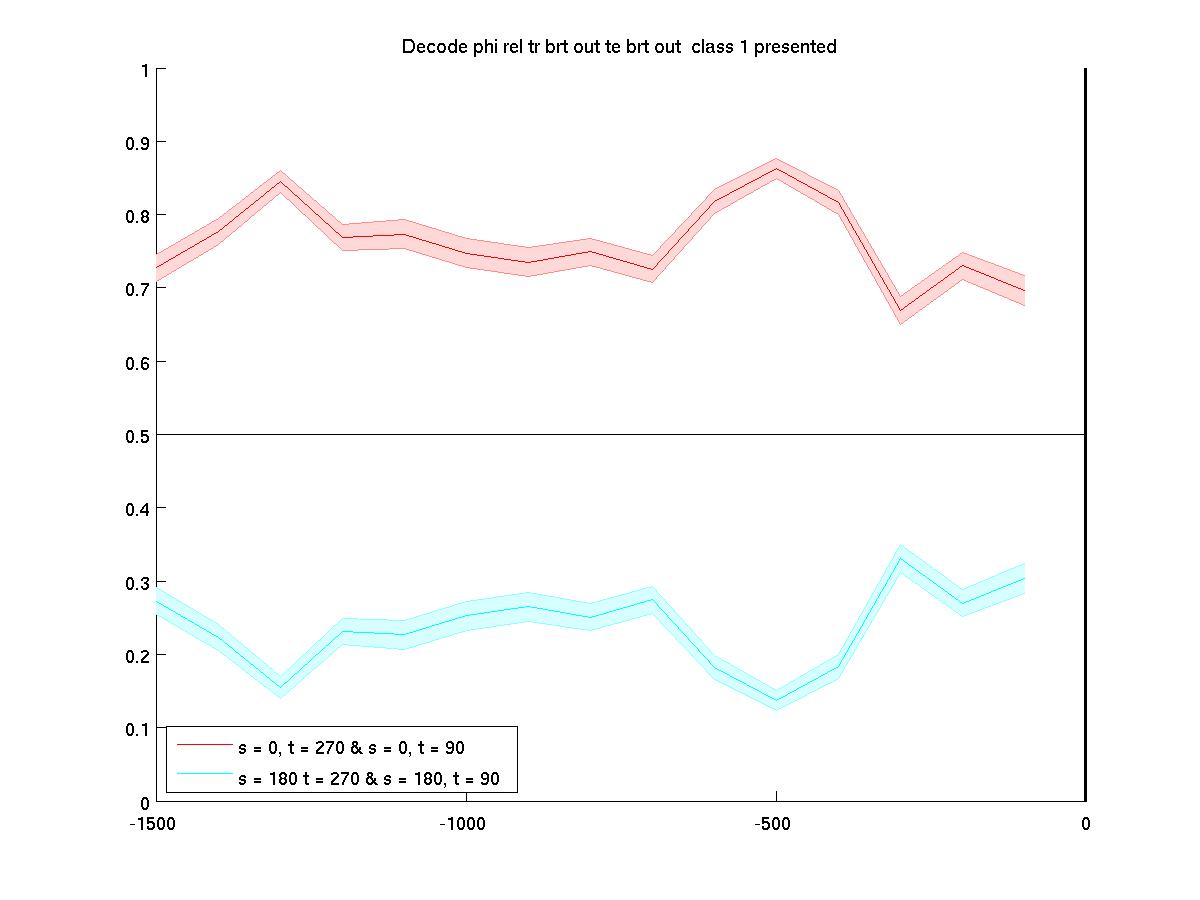 Decode phi rel tr brt out te brt out  class 1 presented
1
0.9
0.8
0.7
0.6
0.5
0.4
0.3
0.2
0.1
0
s = 0, t = 270 & s = 0, t = 90
s = 180 t = 270 & s = 180, t = 90
-1500 -1000 -500 0